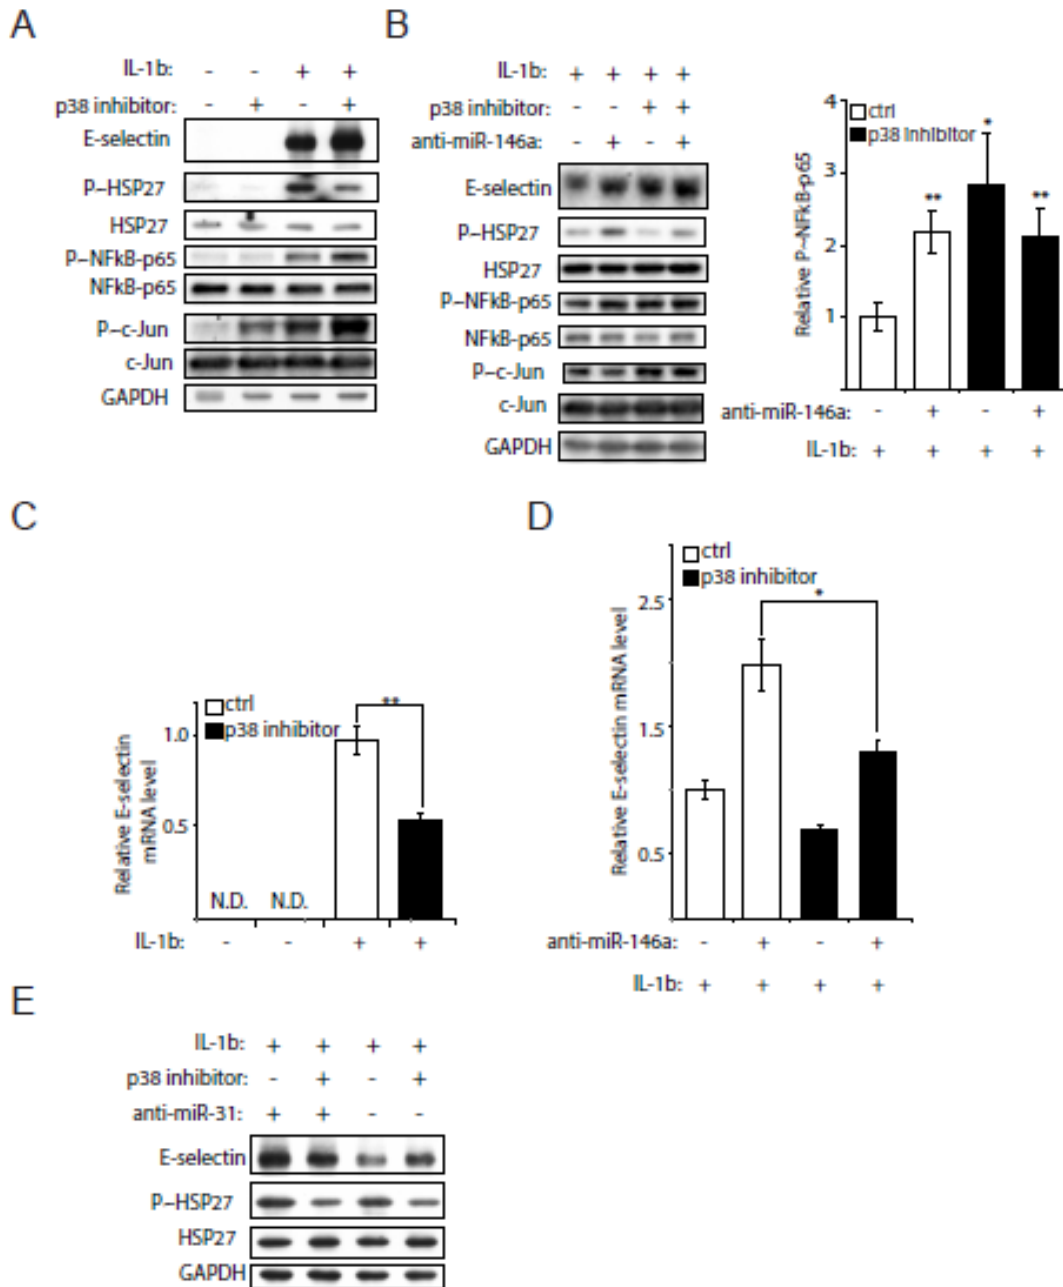 A
IL-1b: - - + +
p38 inhibitor: - + - +
E-selectin
P-HSP27
HSP27
P-NFkB-p65
NFkB-p65
P-c-Jun
c-Jun
GAPDH
B
IL-1b: + + + +
p38 inhibitor: - - + +
anti-miR-146a: - + - +
E-selectin
P-HSP27
HSP27
P-NFkB-p65
NFkB-p65
P-c-Jun
c-Jun
GAPDH
Relative P-NFkB-p65
4
3
2
1
ctrl
p38 inhibitor
** * **
anti-miR-146a: - + - +
IL-1b: + + + +
C
Relative E-selectin
mRNA level
1.0
0.5
ctrl
p38 inhibitor
**
N.D. N.D.
IL-1b: - - + +
D
Relative E-selectin mRNA level
2.5
1.5
0.5
ctrl
p38 inhibitor
*
anti-miR-146a: - + - +
IL-1b: + + + +
E
IL-1b: + + + +
p38 inhibitor: - + - +
anti-miR-31: + + - -
E-selectin
P-HSP27
HSP27
GAPDH